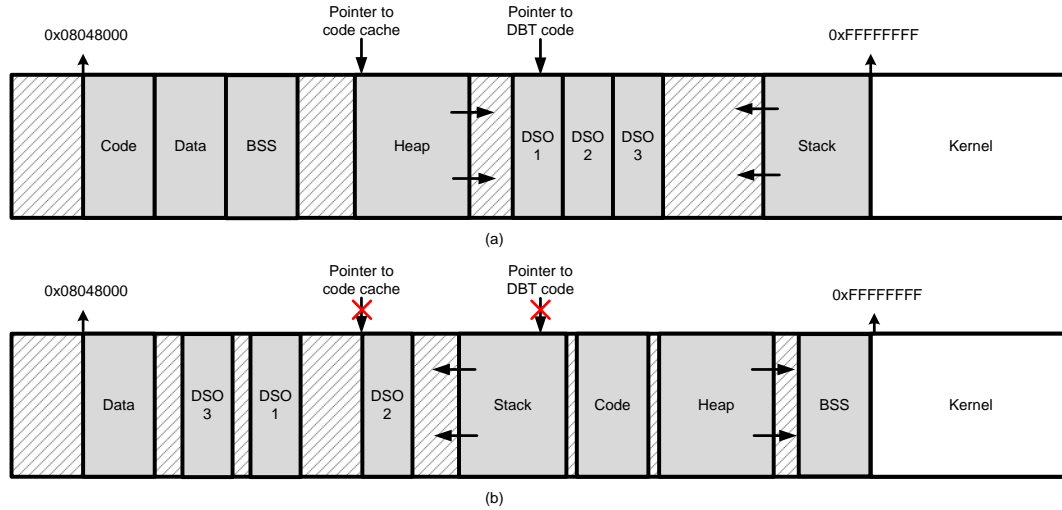 Pointer to
code cache
Pointer to
DBT code
0x08048000
0xFFFFFFFF
Code
Data
BSS
Heap
DSO
1
DSO
2
DSO
3
Stack
Kernel
(a)
Pointer to
code cache
Pointer to
DBT code
0x08048000
0xFFFFFFFF
Data
DSO
3
DSO
1
DSO
2
Stack
Code
Heap
BSS
Kernel
(b)